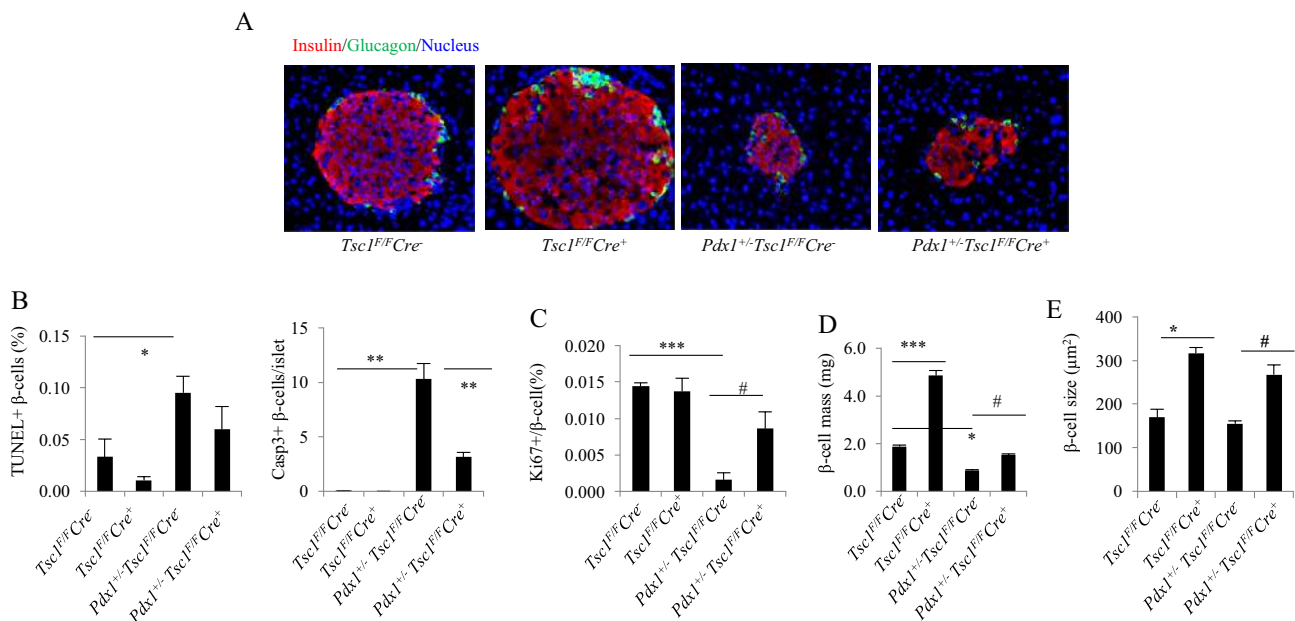 A
Insulin/Glucagon/Nucleus
Tsc1F/FCre-
Tsc1F/FCre+
Pdx1+/-Tsc1F/FCre-
Pdx1+/-Tsc1F/FCre+
B
TUNEL+ β-cells (%)
0.15
0.10
0.05
0.00
*
Tsc1F/FCre-
Tsc1F/FCre+
Pdx1+/-Tsc1F/FCre-
Pdx1+/- Tsc1F/FCre+
Casp3+ β-cells/islet
15
10
5
0
**
**
Tsc1F/FCre-
Tsc1F/FCre+
Pdx1+/- Tsc1F/FCre-
Pdx1+/- Tsc1F/FCre+
C
Ki67+/β-cell(%)
0.020
0.015
0.010
0.005
0.000
***
#
Tsc1F/FCre-
Tsc1F/FCre+
Pdx1+/- Tsc1F/FCre-
Pdx1+/- Tsc1F/FCre+
D
β-cell mass (mg)
6.0
4.0
2.0
0.0
***
*
#
Tsc1F/FCre-
Tsc1F/FCre+
Pdx1+/- Tsc1F/FCre-
Pdx1+/- Tsc1F/FCre+
E
β-cell size (µm2)
400
300
200
100
0
*
#
Tsc1F/FCre-
Tsc1F/FCre+
Pdx1+/- Tsc1F/FCre-
Pdx1+/- Tsc1F/FCre+